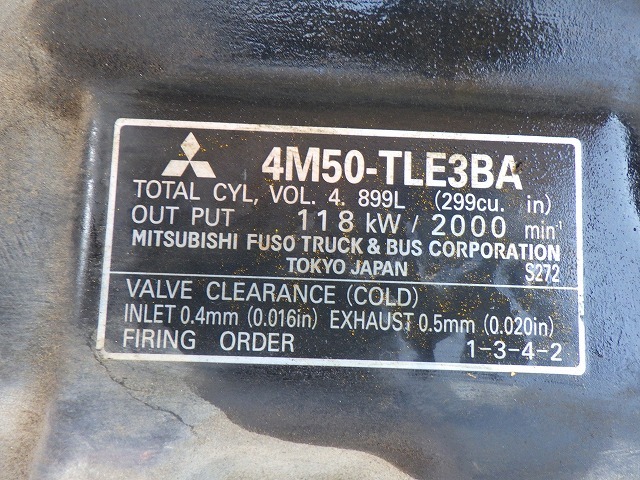 4M50-TLE3BA
TOTAL CYL, VOL. 4. 899L (299cu. in)
OUT PUT 118 kW / 2000 min-1
MITSUBISHI FUSO TRUCK & BUS CORPORATION
TOKYO JAPAN S272
VALVE CLEARANCE (COLD)
INLET 0.4mm (0.016in) EXHAUST 0.5mm (0.020in)
FIRING ORDER 1-3-4-2